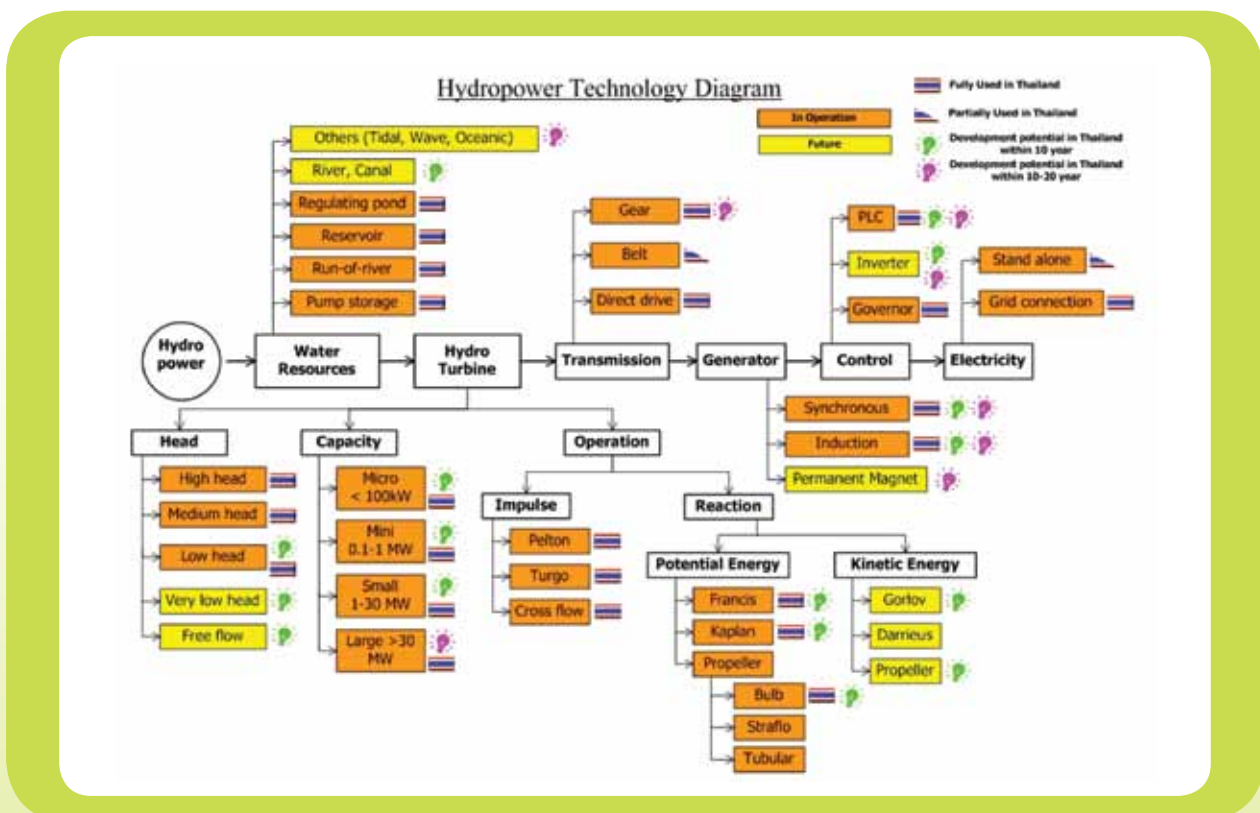 Hydropower Technology Diagram
Fully Used in Thailand
Partially Used in Thailand
Development potential in Thailand
within 10 year
Development potential in Thailand
within 10-20 year
In Operation
Future
Others (Tidal, Wave, Oceanic)
River, Canal
Regulating pond
Reservoir
Run-of-river
Pump storage
Gear
Belt
Direct drive
PLC
Inverter
Governor
Stand alone
Grid connection
Hydro
power
Water
Resources
Hydro
Turbine
Transmission
Generator
Control
Electricity
Synchronous
Induction
Permanent Magnet
Head
High head
Medium head
Low head
Very low head
Free flow
Capacity
Micro
< 100kW
Mini
0.1-1 MW
Small
1-30 MW
Large >30
MW
Operation
Impulse
Pelton
Turgo
Cross flow
Reaction
Potential Energy
Francis
Kaplan
Propeller
Bulb
Straflo
Tubular
Kinetic Energy
Gorlov
Darrieus
Propeller